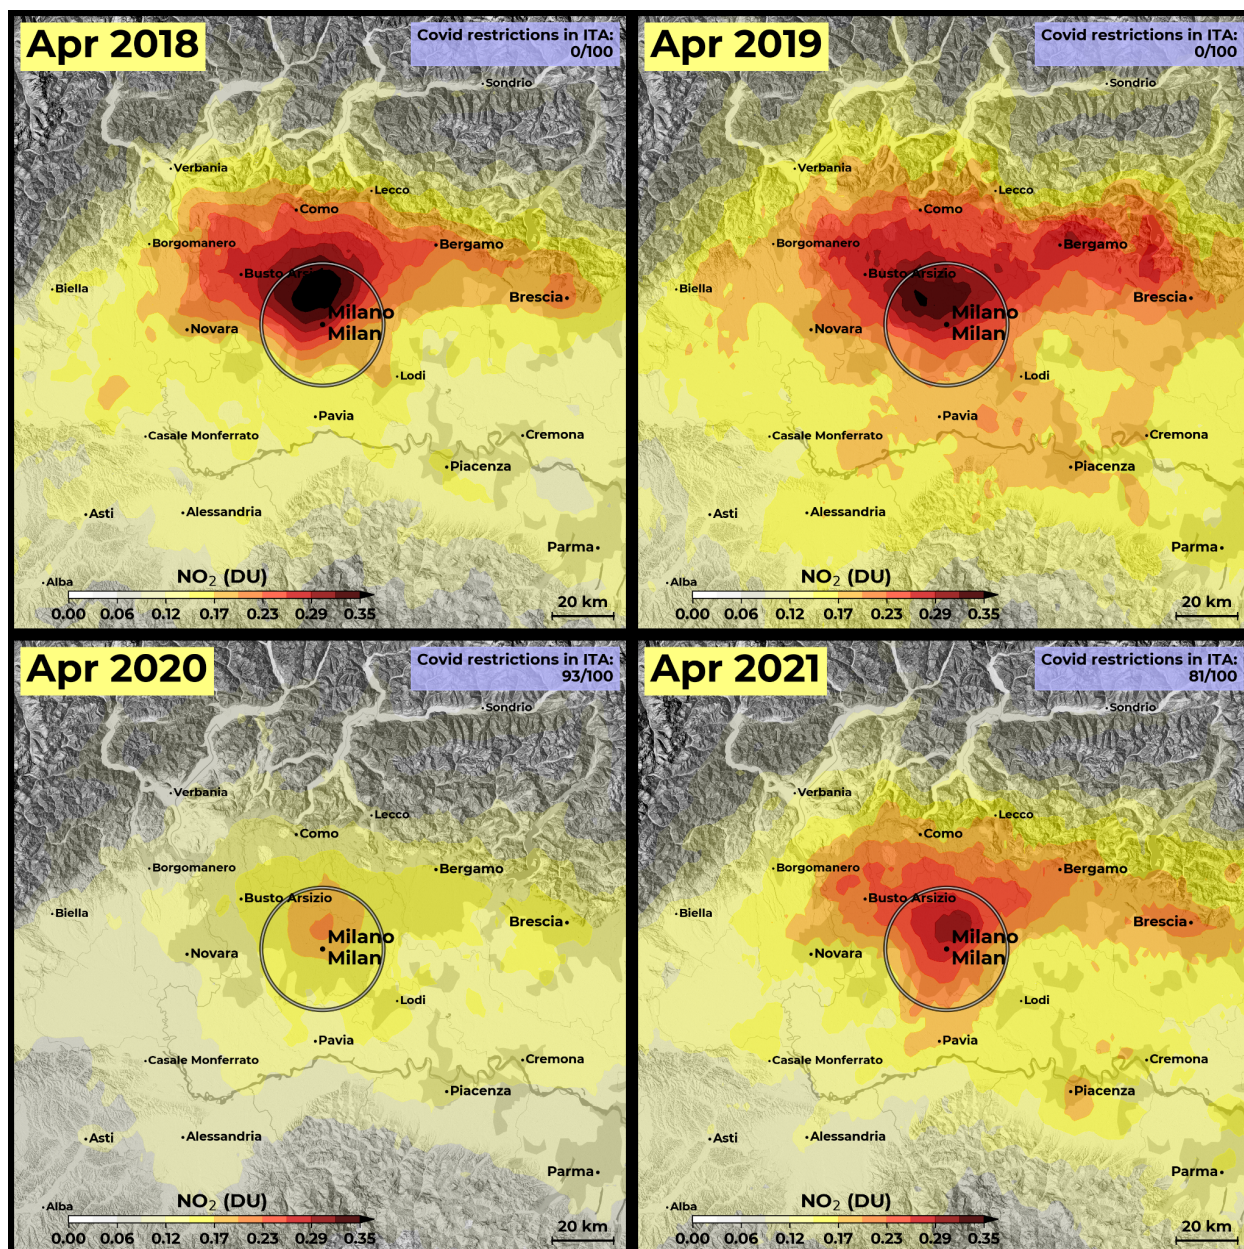 Apr 2018
Covid restrictions in ITA:
0/100
Sondrio
Verbania
Lecco
Como
Borgomanero
Bergamo
Busto Arsizio
Biella
Brescia
Milano
Novara
Milan
Lodi
Pavia
Casale Monferrato
Cremona
Piacenza
Asti
Alessandria
Parma
Alba
NO₂ (DU)
0.00 0.06 0.12 0.17 0.23 0.29 0.35
20 km
Apr 2019
Covid restrictions in ITA:
0/100
Sondrio
Verbania
Lecco
Como
Borgomanero
Bergamo
Busto Arsizio
Biella
Brescia
Milano
Novara
Milan
Lodi
Pavia
Casale Monferrato
Cremona
Piacenza
Asti
Alessandria
Parma
Alba
NO₂ (DU)
0.00 0.06 0.12 0.17 0.23 0.29 0.35
20 km
Apr 2020
Covid restrictions in ITA:
93/100
Sondrio
Verbania
Lecco
Como
Borgomanero
Bergamo
Busto Arsizio
Biella
Brescia
Milano
Novara
Milan
Lodi
Pavia
Casale Monferrato
Cremona
Piacenza
Asti
Alessandria
Parma
Alba
NO₂ (DU)
0.00 0.06 0.12 0.17 0.23 0.29 0.35
20 km
Apr 2021
Covid restrictions in ITA:
81/100
Sondrio
Verbania
Lecco
Como
Borgomanero
Bergamo
Busto Arsizio
Biella
Brescia
Milano
Novara
Milan
Lodi
Pavia
Casale Monferrato
Cremona
Piacenza
Asti
Alessandria
Parma
Alba
NO₂ (DU)
0.00 0.06 0.12 0.17 0.23 0.29 0.35
20 km